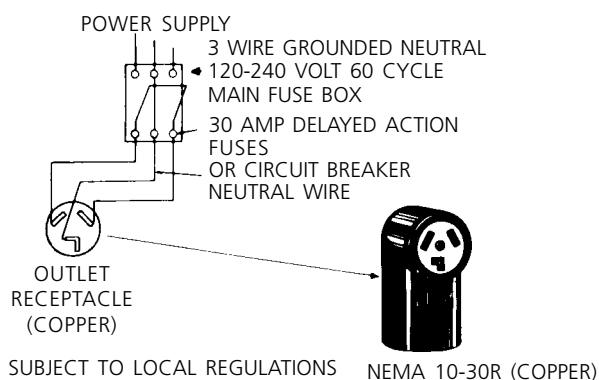 POWER SUPPLY
3 WIRE GROUNDED NEUTRAL
120-240 VOLT 60 CYCLE
MAIN FUSE BOX
30 AMP DELAYED ACTION
FUSES
OR CIRCUIT BREAKER
NEUTRAL WIRE
OUTLET
RECEPTACLE
(COPPER)
SUBJECT TO LOCAL REGULATIONS
NEMA 10-30R (COPPER)